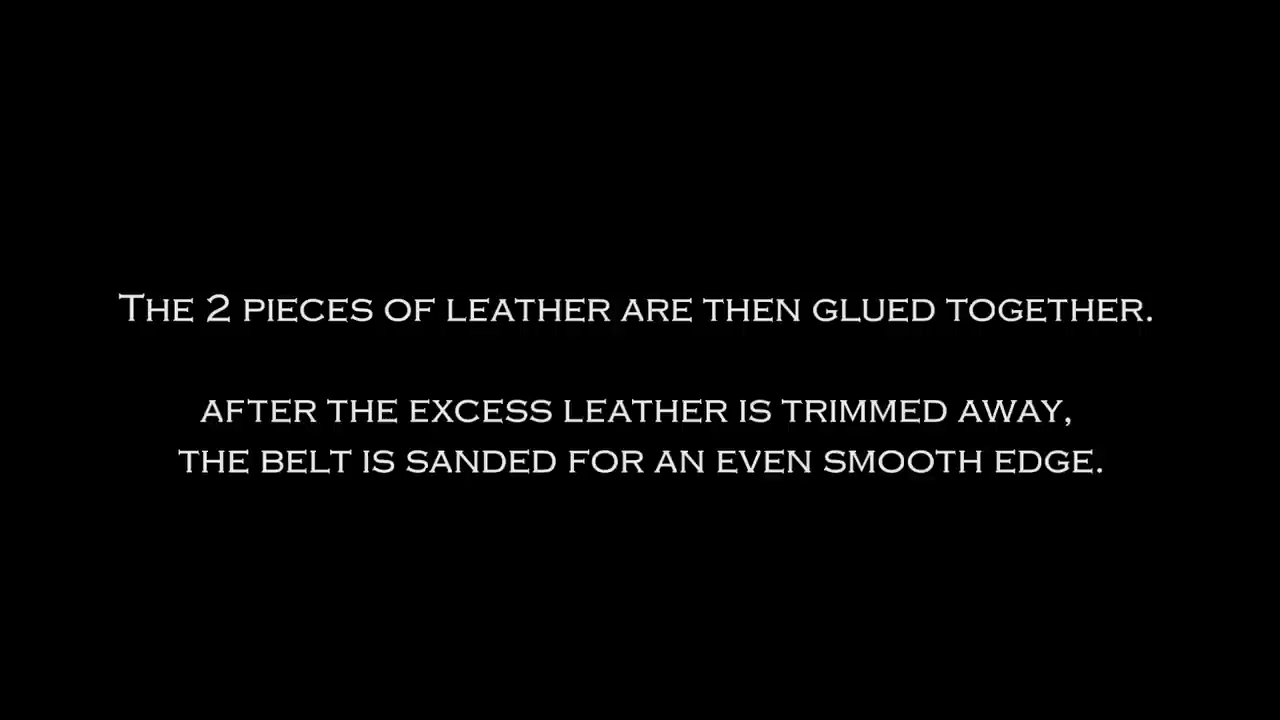 The 2 pieces of leather are then glued together.
after the excess leather is trimmed away,
the belt is sanded for an even smooth edge.